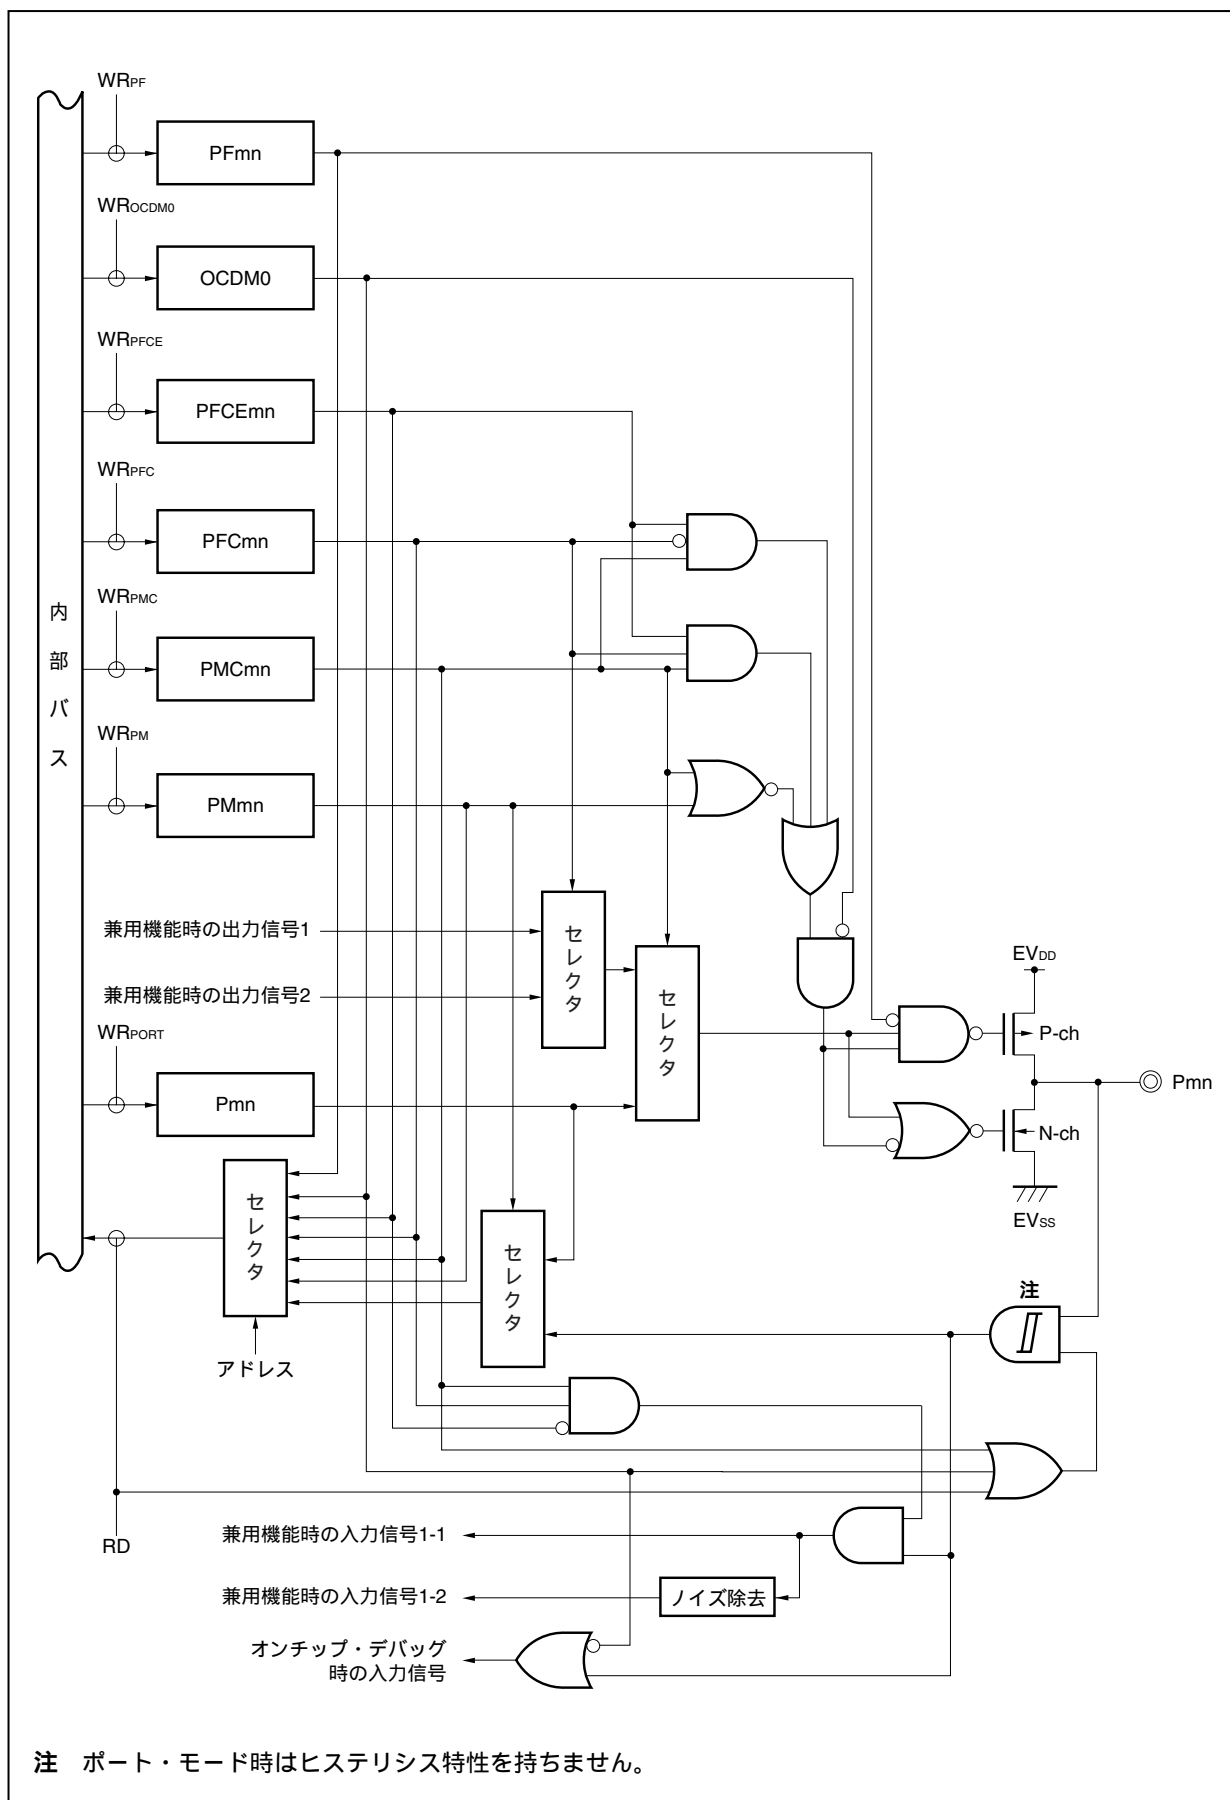 WRPF
PFmn
WROCDM0
OCDM0
WRPFCE
PFCEmn
WRPFC
PFCmn
内部バス
WRPMC
PMCmn
WRPM
PMmn
兼用機能時の出力信号1
セレクタ
兼用機能時の出力信号2
セレクタ
EVDD
P-ch
WRPORT
Pmn
Pmn
N-ch
EVSS
セレクタ
セレクタ
アドレス
注
RD
兼用機能時の入力信号1-1
兼用機能時の入力信号1-2
ノイズ除去
オンチップ・デバッグ
時の入力信号
注 ポート・モード時はヒステリシス特性を持ちません。